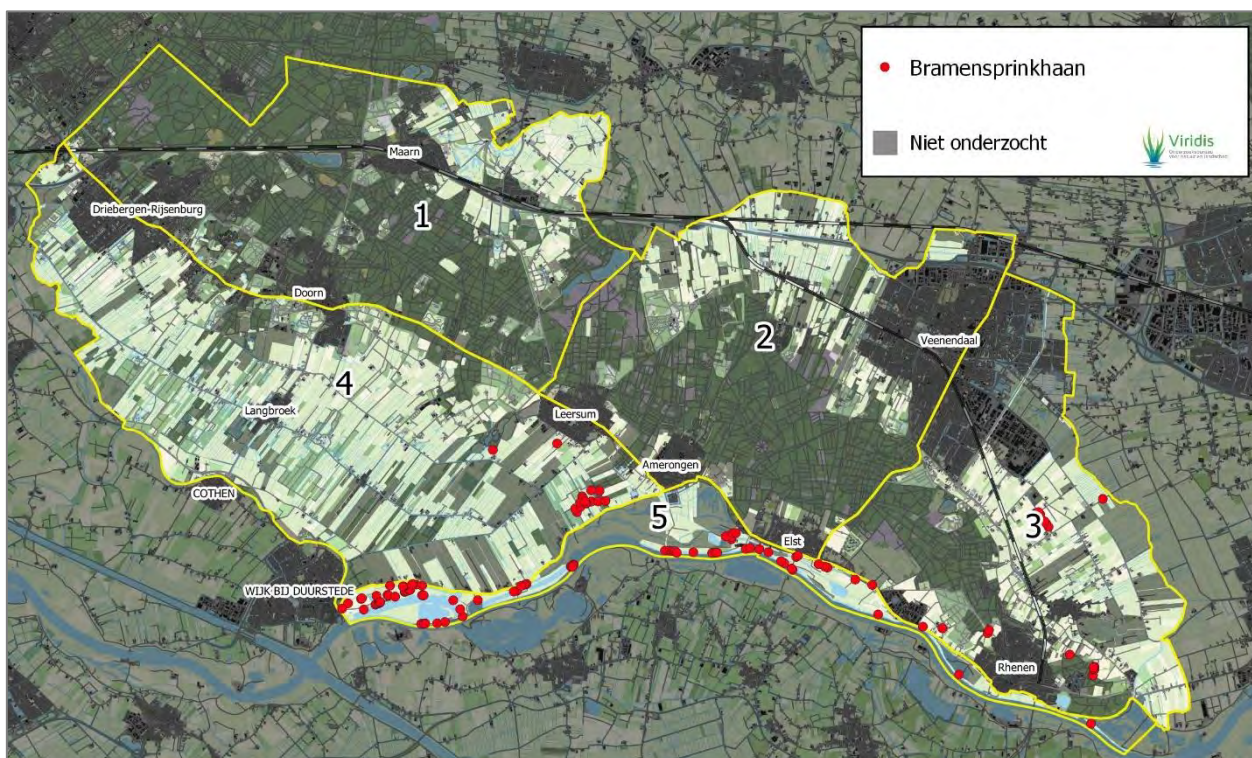 Bramensprinkhaan
Niet onderzocht
Viridis
Maarn
1
Driebergen-Rijsenburg
Doorn
2
Veenendaal
4
Langbroek
Leersum
Amerongen
COTHEN
5
3
Elst
WIJK BIJ DUURSTEDE
Rhenen